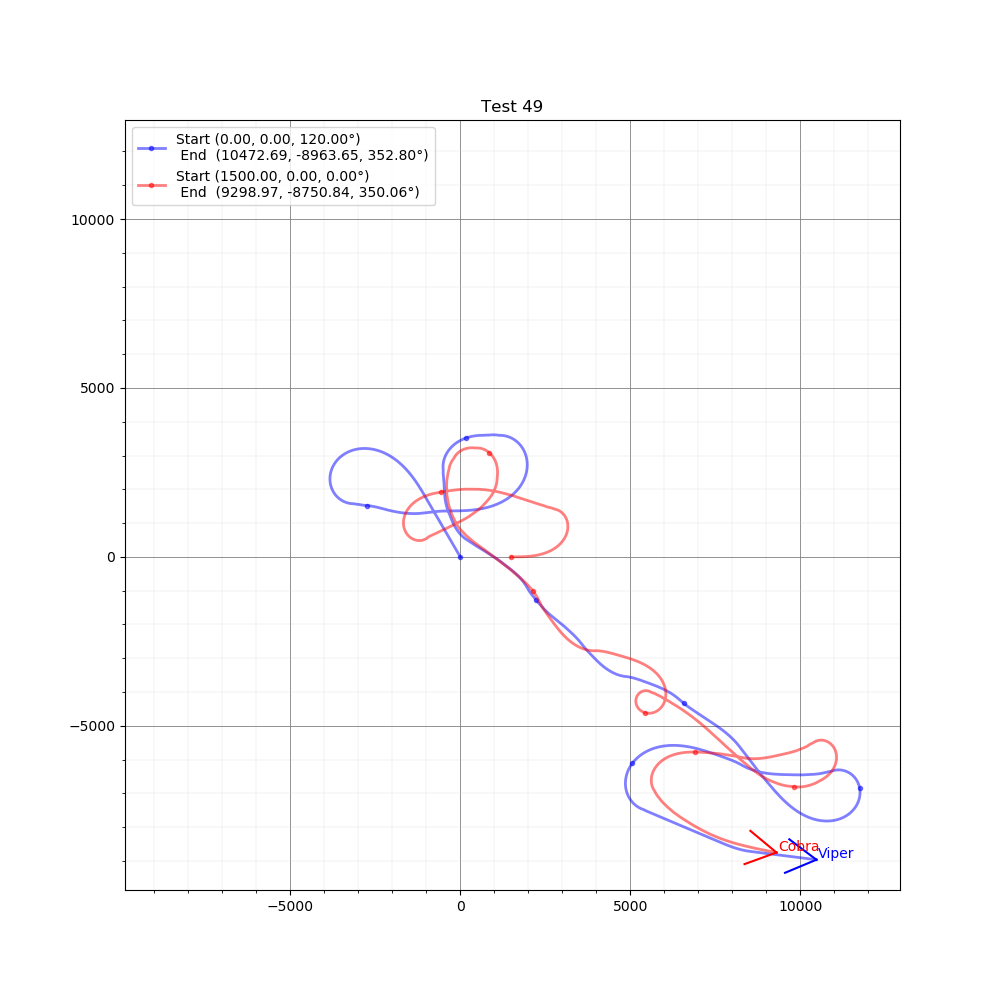 Test 49
Start (0.00, 0.00, 120.00°)
End (10472.69, -8963.65, 352.80°)
Start (1500.00, 0.00, 0.00°)
End (9298.97, -8750.84, 350.06°)
10000
5000
0
−5000
Cobra
Viper
−5000
0
5000
10000